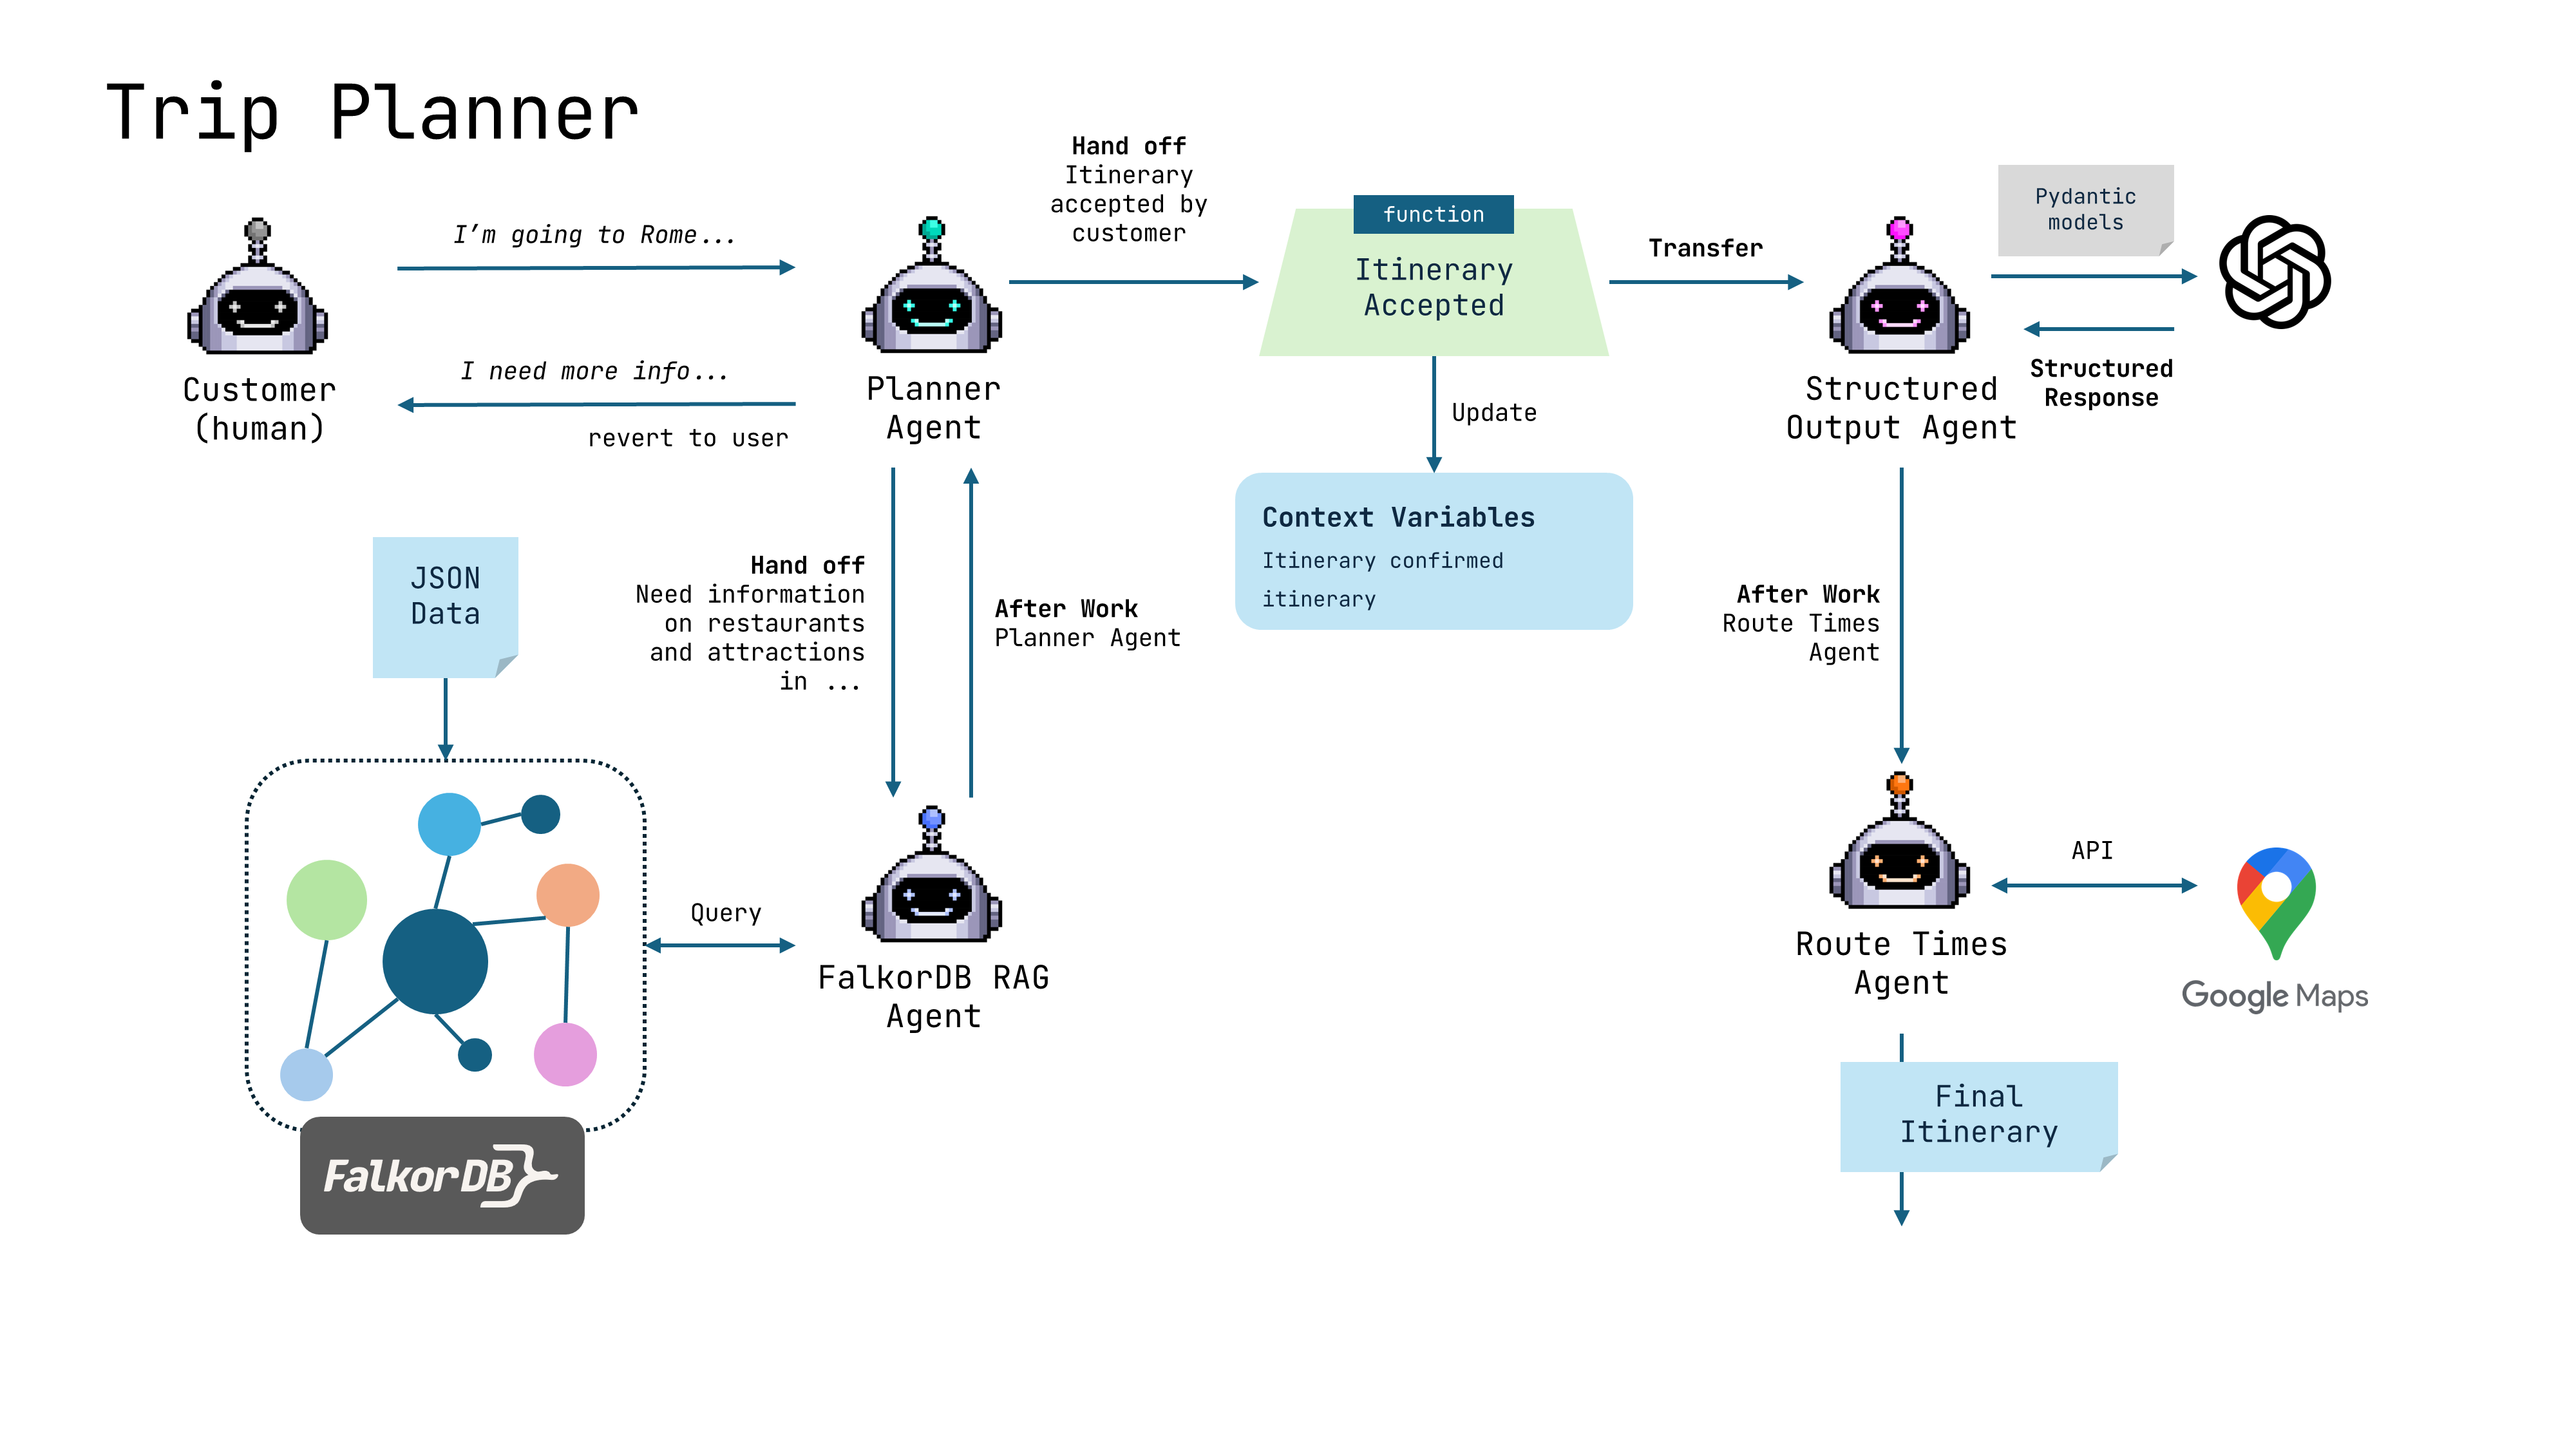 Trip Planner
I'm going to Rome...
Customer
(human)
I need more info...
revert to user
Planner
Agent
Hand off
Itinerary
accepted by
customer
function
Itinerary
Accepted
Update
Context Variables
Itinerary confirmed
itinerary
Transfer
Structured
Output Agent
Pydantic
models
Structured
Response
JSON
Data
Hand off
Need information
on restaurants
and attractions
in ...
After Work
Planner Agent
After Work
Route Times
Agent
FalkorDB
Query
FalkorDB RAG
Agent
Route Times
Agent
API
Google Maps
Final
Itinerary